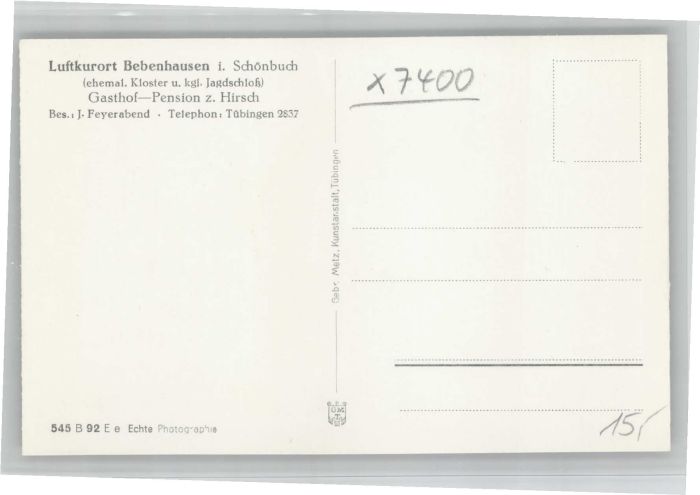 Luftkurort Bebenhausen i. Schönbuch
(ehemal. Kloster u. kgl. Jagdschloß)
Gasthof—Pension z. Hirsch
Bes.: J. Feyerabend · Telephon: Tübingen 2837
x 7400
Gebr. Metz, Kunstanstalt, Tübingen
545 B 92 E e Echte Photographie
15,-